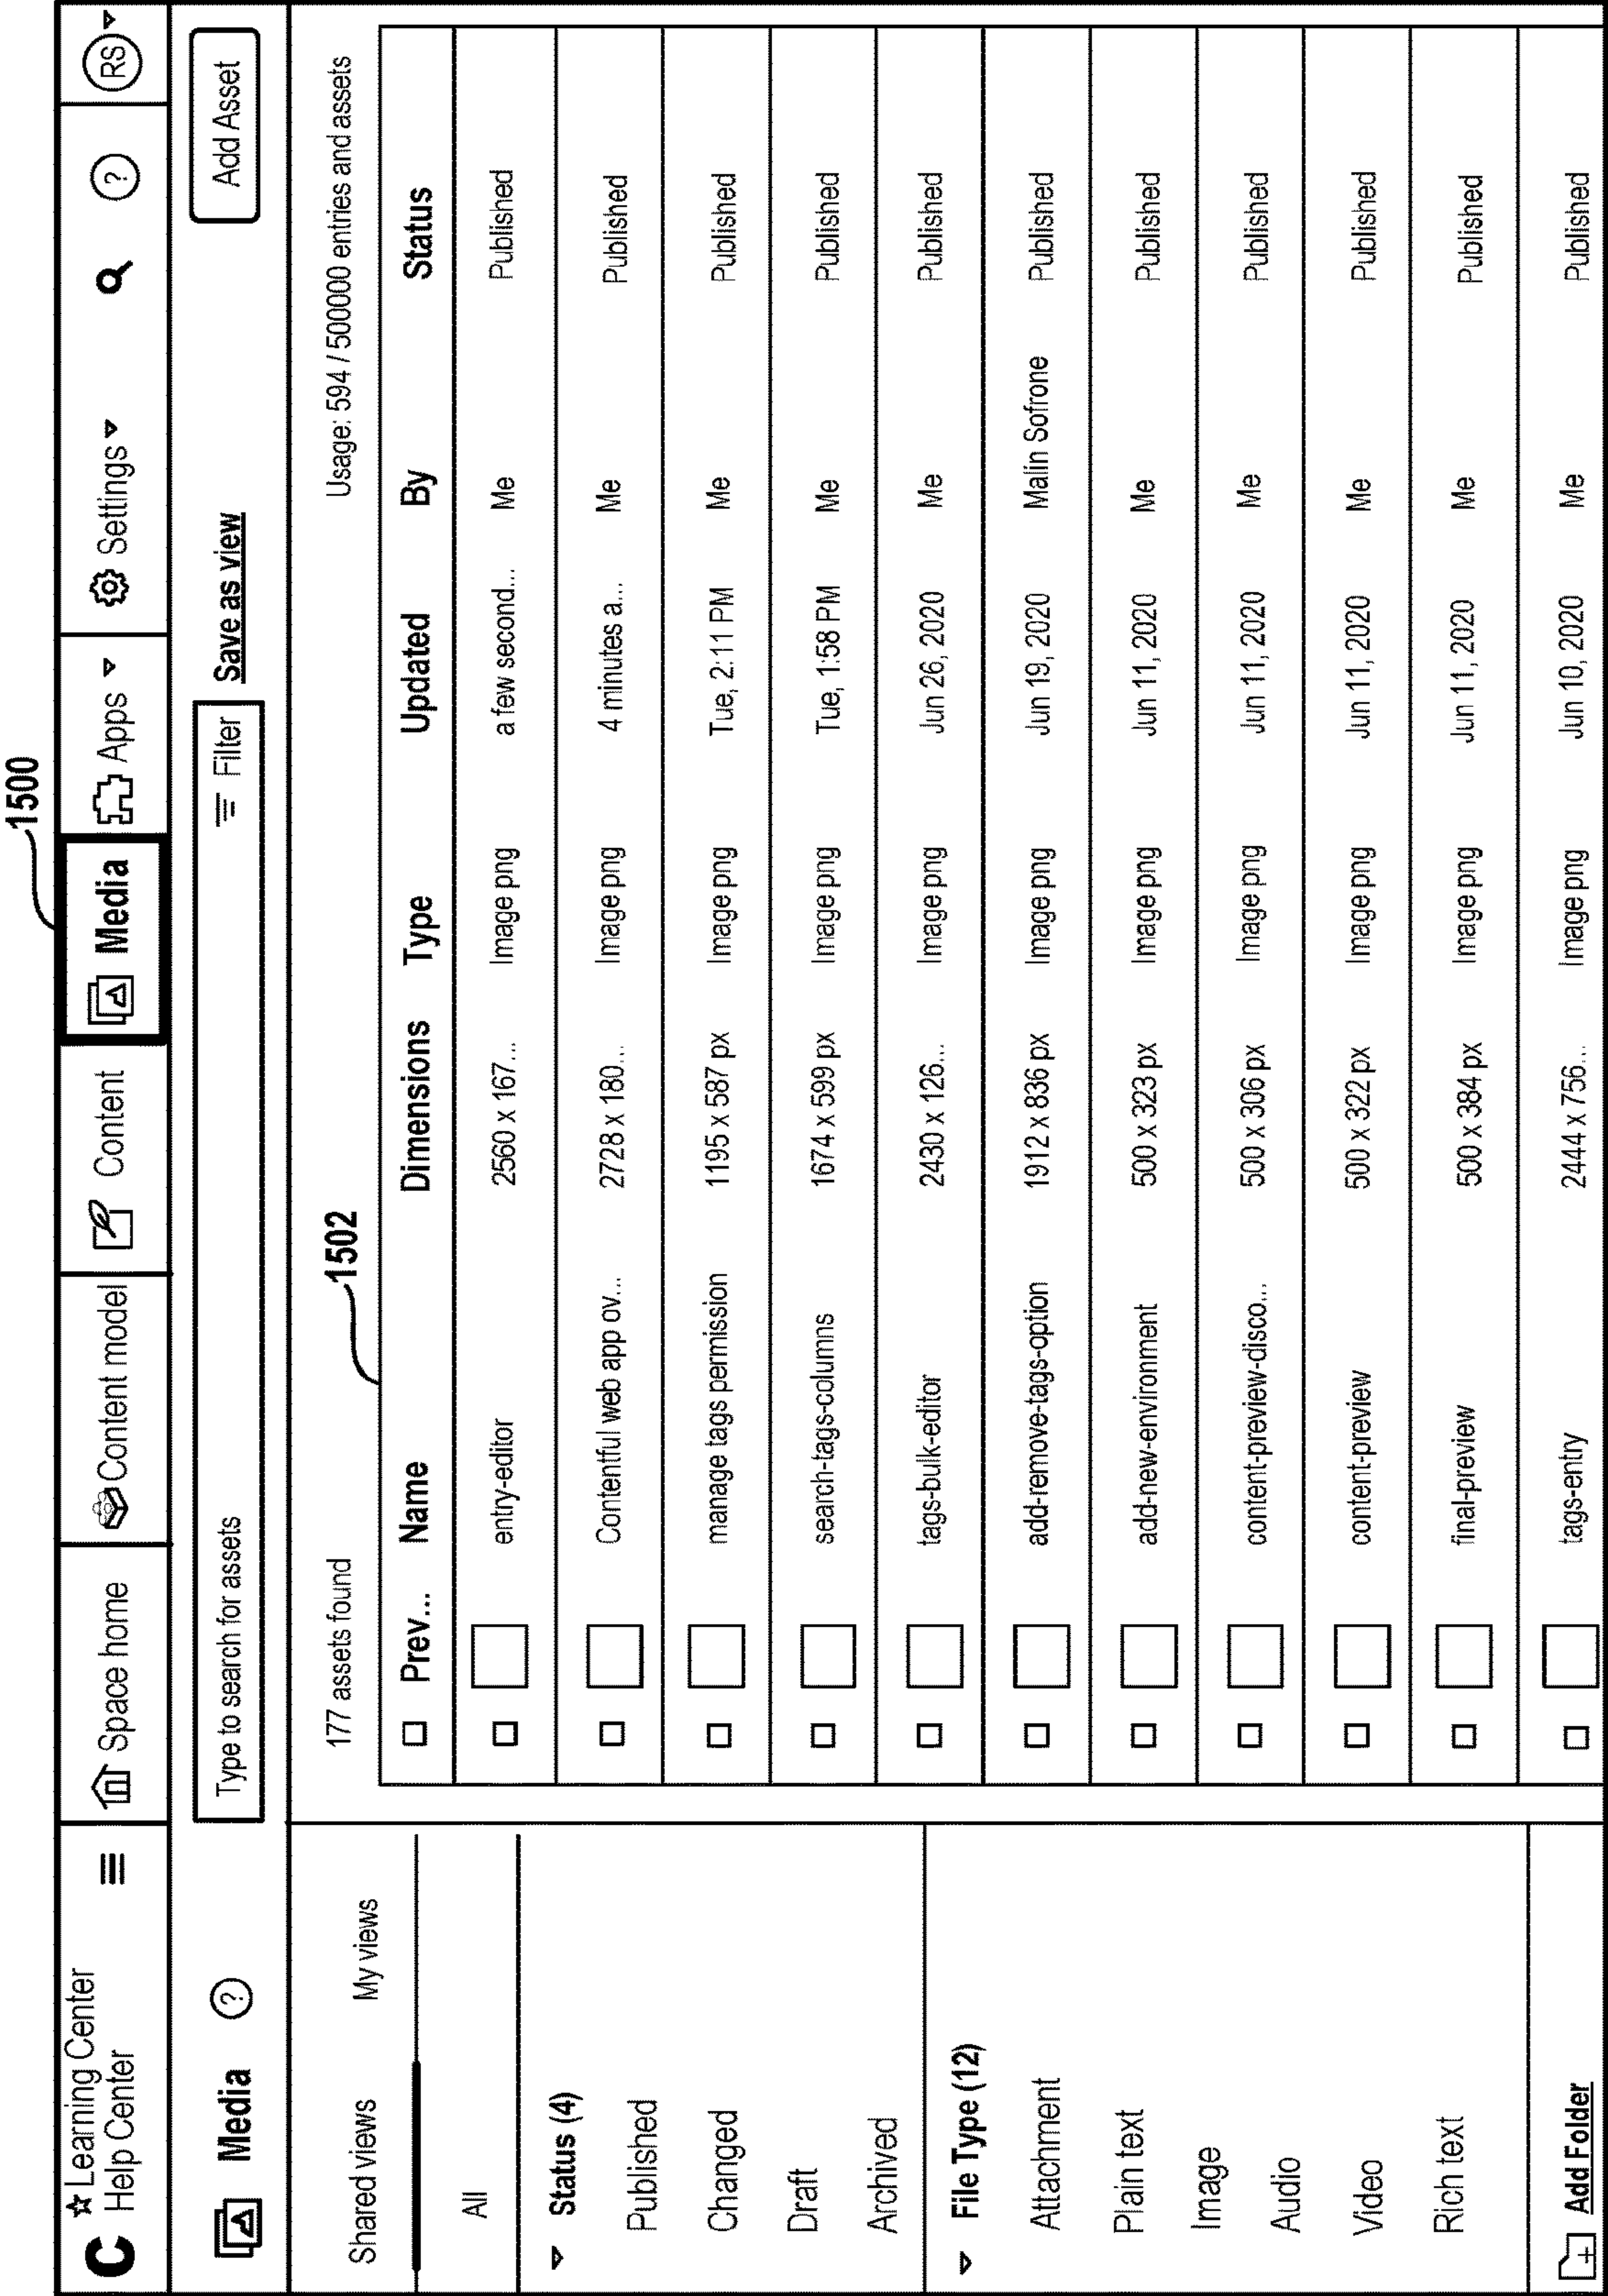 1500
C ☆ Learning Center
Help Center
Space home
Content model
Content
Media
Apps
Settings
?
RS
Media ?
Type to search for assets
Filter
Save as view
Add Asset
Shared views
My views
All
Status (4)
Published
Changed
Draft
Archived
File Type (12)
Attachment
Plain text
Image
Audio
Video
Rich text
Add Folder
177 assets found
1502
Usage: 594 / 50000 entries and assets
Prev... Name Dimensions Type Updated By Status
entry-editor 2560 x 167... Image png a few second... Me Published
Contentful web app ov... 2728 x 180... Image png 4 minutes a... Me Published
manage tags permission 1195 x 587 px Image png Tue, 2:11 PM Me Published
search-tags-columns 1674 x 599 px Image png Tue, 1:58 PM Me Published
tags-bulk-editor 2430 x 126... Image png Jun 26, 2020 Me Published
add-remove-tags-option 1912 x 836 px Image png Jun 19, 2020 Malin Sofrone Published
add-new-environment 500 x 323 px Image png Jun 11, 2020 Me Published
content-preview-disco... 500 x 306 px Image png Jun 11, 2020 Me Published
content-preview 500 x 322 px Image png Jun 11, 2020 Me Published
final-preview 500 x 384 px Image png Jun 11, 2020 Me Published
tags-entry 2444 x 756... Image png Jun 10, 2020 Me Published